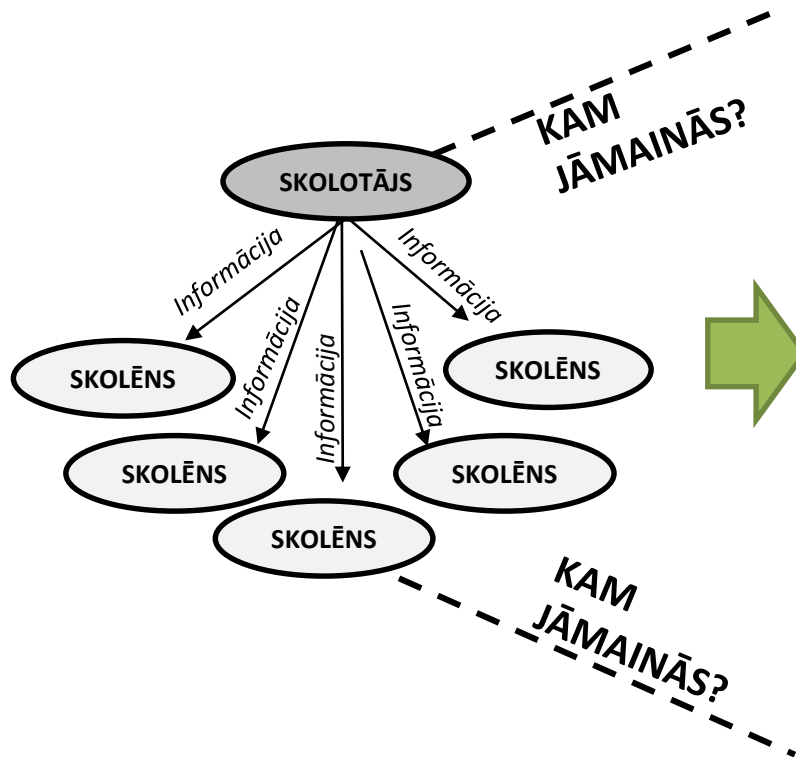 KAM
JĀMAINĀS?
SKOLOTĀJS
Informācija
Informācija
Informācija
Informācija
Informācija
SKOLĒNS
SKOLĒNS
SKOLĒNS
SKOLĒNS
SKOLĒNS
KAM
JĀMAINĀS?